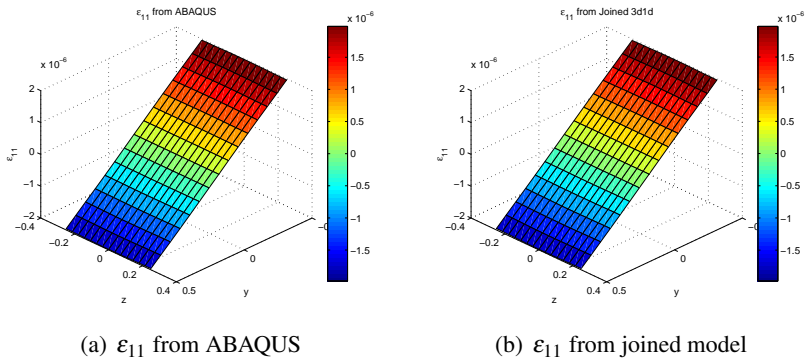 ε11 from ABAQUS
x 10^-6
x 10^-6
2
1
0
−1
−2
ε11
−0.4
−0.2
0
0.2
0.4
z
0.5
0
y
1.5
1
0.5
0
−0.5
−1
−1.5
ε11 from Joined 3d1d
x 10^-6
x 10^-6
2
1
0
−1
−2
ε11
−0.4
−0.2
0
0.2
0.4
z
0.5
0
y
1.5
1
0.5
0
−0.5
−1
−1.5
(a) ε11 from ABAQUS
(b) ε11 from joined model